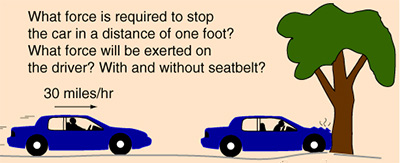 What force is required to stop
the car in a distance of one foot?
What force will be exerted on
the driver? With and without seatbelt?
30 miles/hr